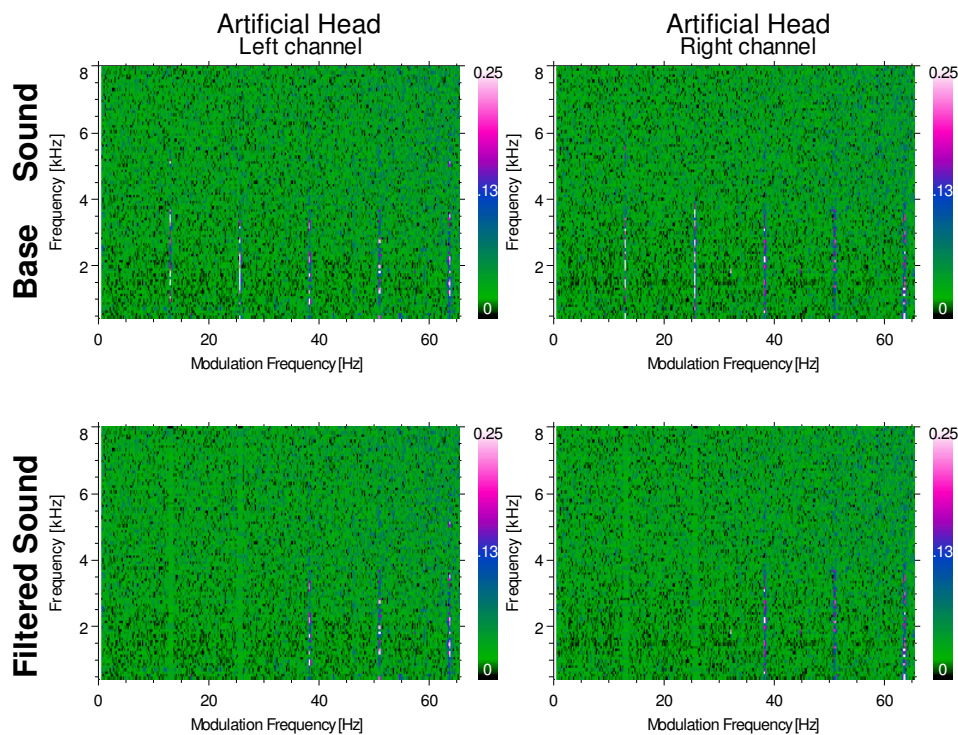 Artificial Head
Left channel
Artificial Head
Right channel
Base Sound
Frequency [kHz]
8
6
4
2
0 20 40 60
Modulation Frequency [Hz]
0.25
.13
0
Frequency [kHz]
8
6
4
2
0 20 40 60
Modulation Frequency [Hz]
0.25
.13
0
Filtered Sound
Frequency [kHz]
8
6
4
2
0 20 40 60
Modulation Frequency [Hz]
0.25
.13
0
Frequency [kHz]
8
6
4
2
0 20 40 60
Modulation Frequency [Hz]
0.25
.13
0